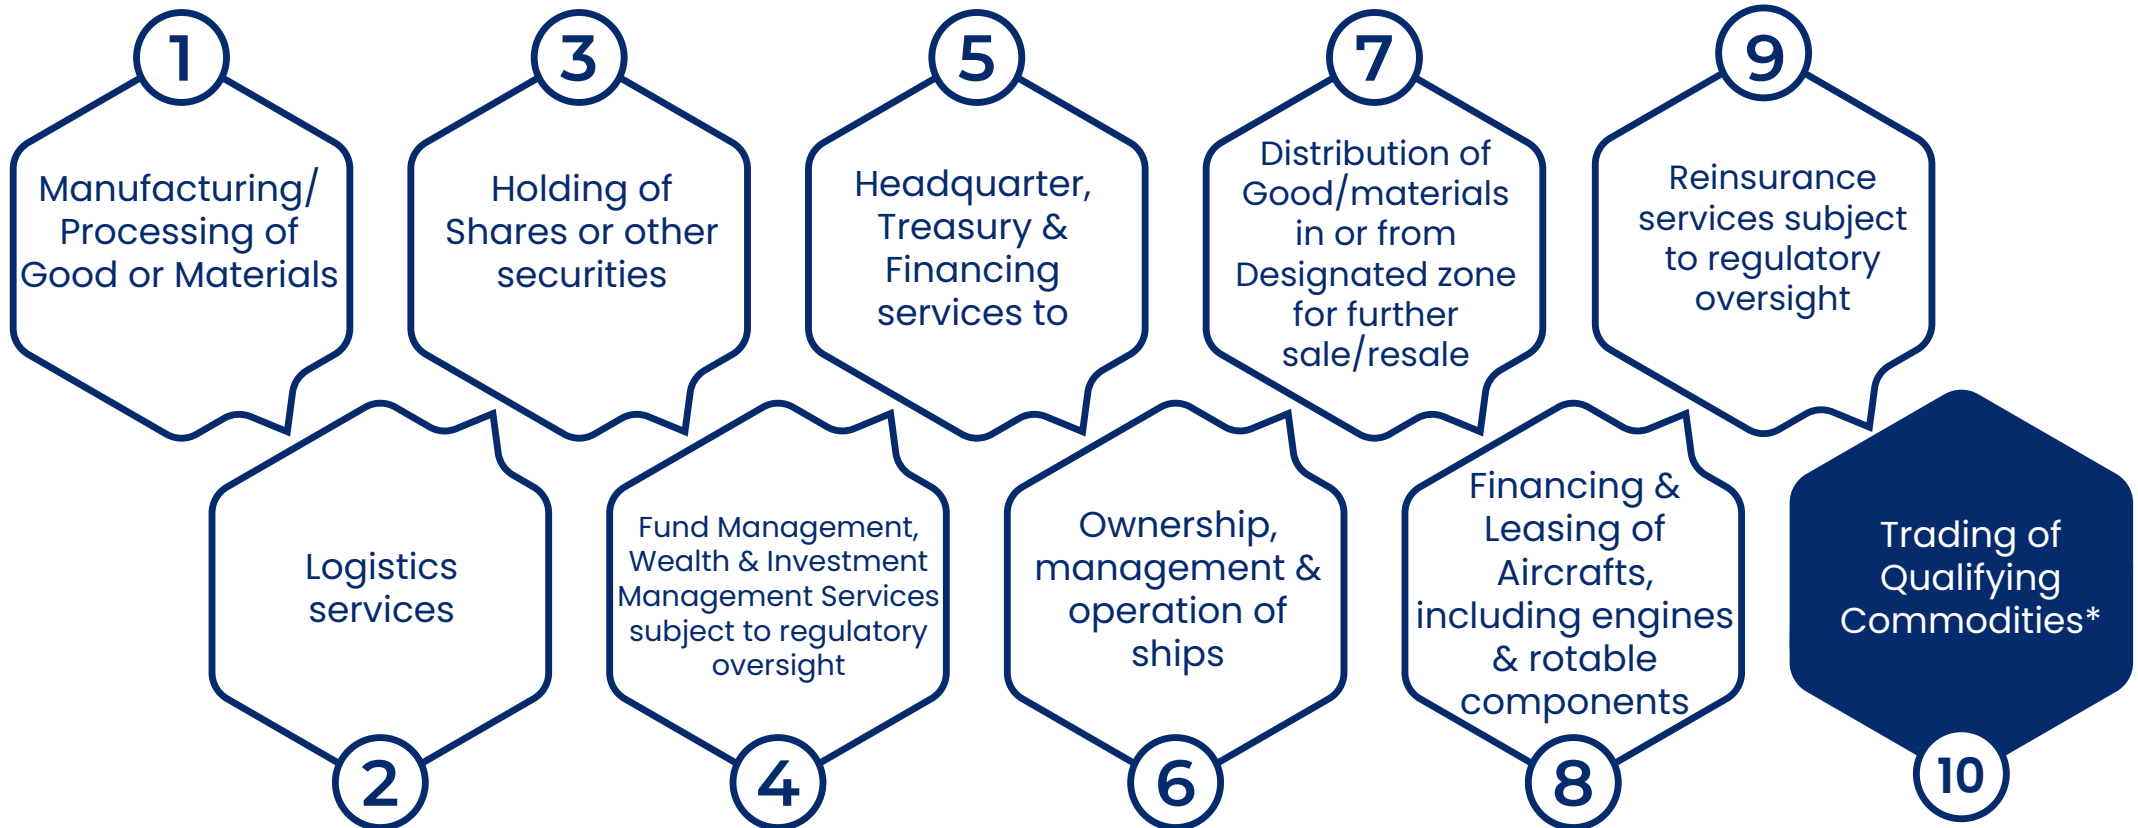 1
Manufacturing/
Processing of
Good or Materials
2
Logistics
services
3
Holding of
Shares or other
securities
4
Fund Management,
Wealth & Investment
Management Services
subject to regulatory
oversight
5
Headquarter,
Treasury &
Financing
services to
6
Ownership,
management &
operation of
ships
7
Distribution of
Good/materials
in or from
Designated zone
for further
sale/resale
8
Financing &
Leasing of
Aircrafts,
including engines
& rotable
components
9
Reinsurance
services subject
to regulatory
oversight
10
Trading of
Qualifying
Commodities*